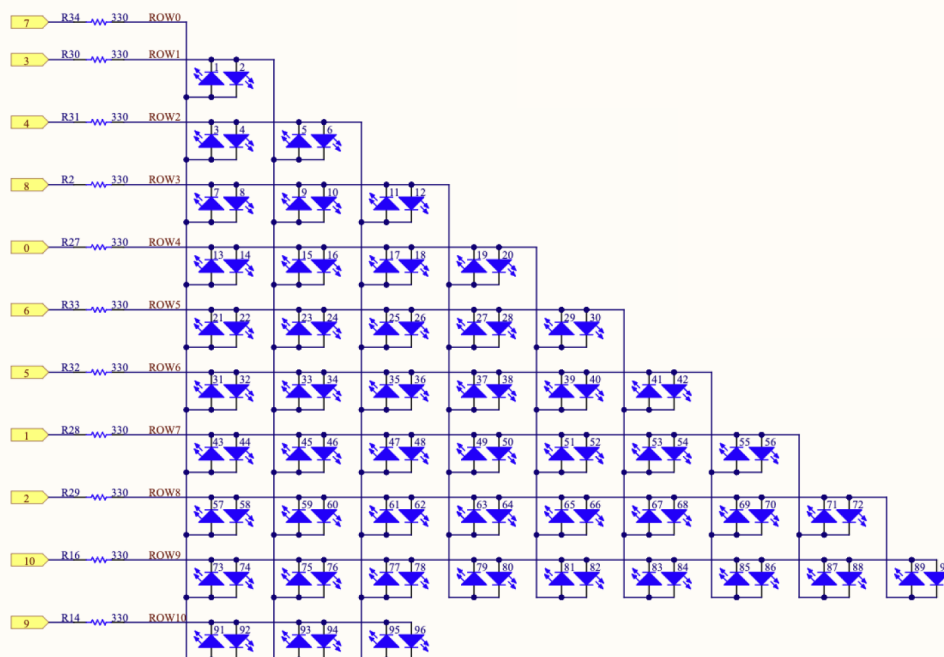 7 R34 330 ROW0
3 R30 330 ROW1
1 2
4 R31 330 ROW2
3 4 5 6
8 R2 330 ROW3
7 8 9 10 11 12
0 R27 330 ROW4
13 14 15 16 17 18 19 20
6 R33 330 ROW5
21 22 23 24 25 26 27 28 29 30
5 R32 330 ROW6
31 32 33 34 35 36 37 38 39 40 41 42
1 R28 330 ROW7
43 44 45 46 47 48 49 50 51 52 53 54 55 56
2 R29 330 ROW8
57 58 59 60 61 62 63 64 65 66 67 68 69 70 71 72
10 R16 330 ROW9
73 74 75 76 77 78 79 80 81 82 83 84 85 86 87 88 89
9 R14 330 ROW10
91 92 93 94 95 96